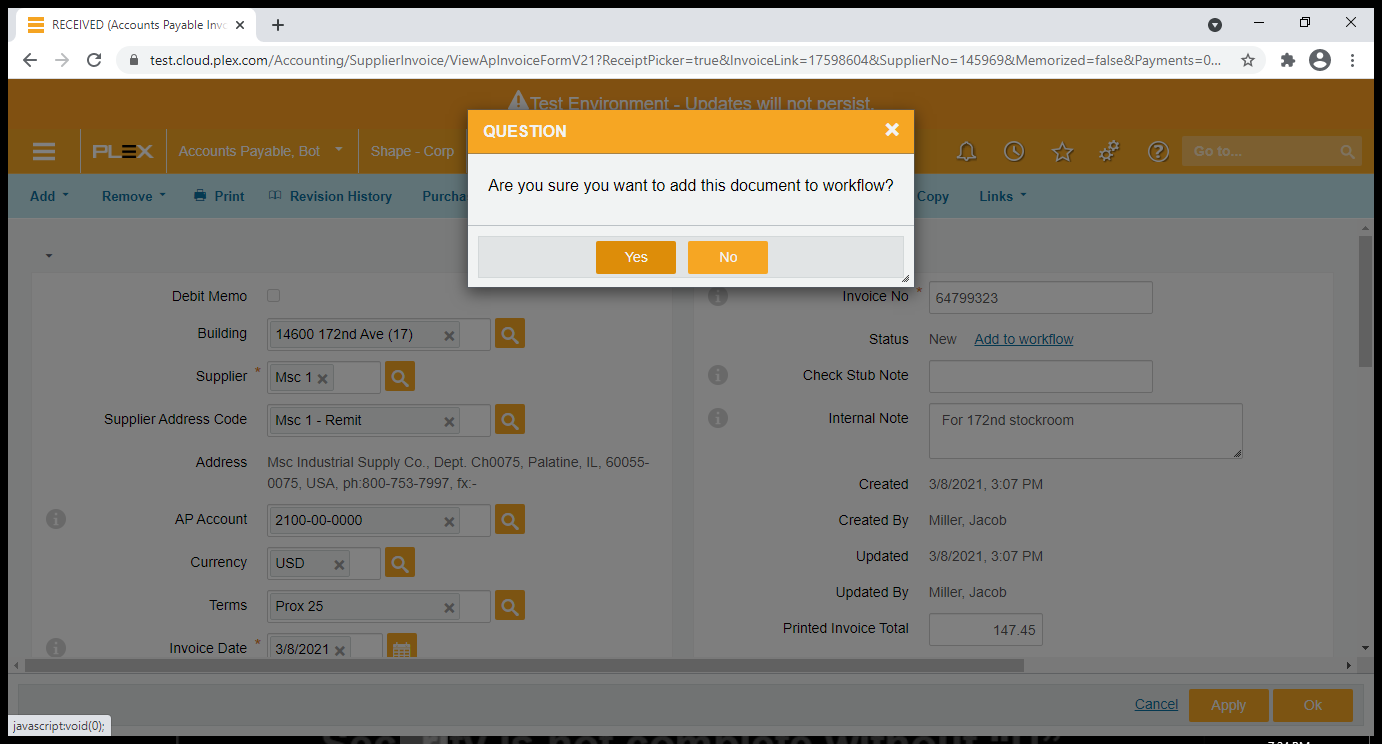 RECEIVED (Accounts Payable Invo
test.cloud.plex.com/Accounting/SupplierInvoice/ViewApInvoiceFormV21?ReceiptPicker=true&InvoiceLink=17598604&SupplierNo=145969&Memorized=false&Payments=0...
Test Environment - Updates will not persist.
QUESTION
PLEX
Accounts Payable, Bot
Shape - Corp
Go to...
Are you sure you want to add this document to workflow?
Add
Remove
Print
Revision History
Purcha
Copy
Links
Yes
No
Debit Memo
Invoice No * 64799323
Building
14600 172nd Ave (17)
Status New Add to workflow
Supplier * Msc 1
Check Stub Note
Supplier Address Code Msc 1 - Remit
Internal Note For 172nd stockroom
Address Msc Industrial Supply Co., Dept. Ch0075, Palatine, IL, 60055-
0075, USA, ph:800-753-7997, fx:-
Created 3/8/2021, 3:07 PM
AP Account 2100-00-0000
Created By Miller, Jacob
Currency USD
Updated 3/8/2021, 3:07 PM
Terms Prox 25
Updated By Miller, Jacob
Printed Invoice Total 147.45
Invoice Date * 3/8/2021
Cancel
Apply
Ok
javascript:void(0);